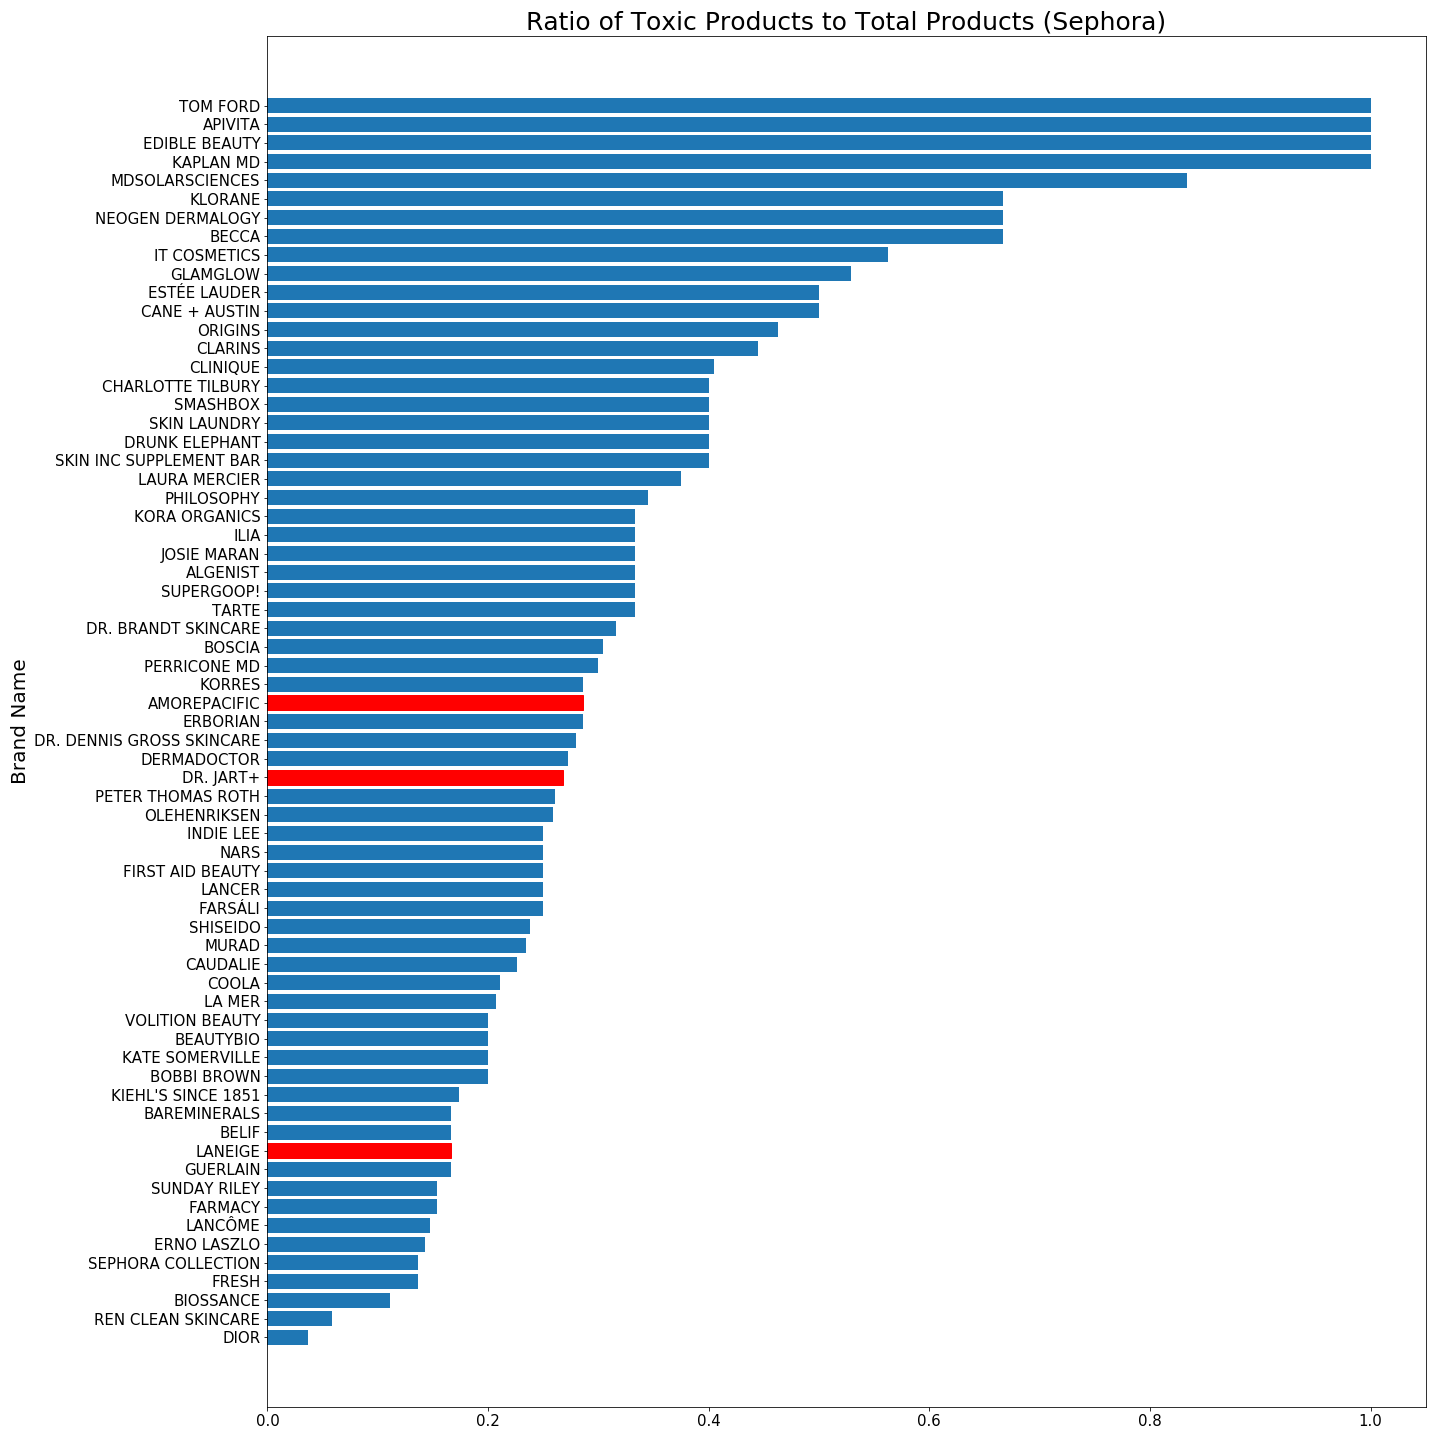 Ratio of Toxic Products to Total Products (Sephora)
TOM FORD
APIVITA
EDIBLE BEAUTY
KAPLAN MD
MDSOLARSCIENCES
KLORANE
NEOGEN DERMALOGY
BECCA
IT COSMETICS
GLAMGLOW
ESTÉE LAUDER
CANE + AUSTIN
ORIGINS
CLARINS
CLINIQUE
CHARLOTTE TILBURY
SMASHBOX
SKIN LAUNDRY
DRUNK ELEPHANT
SKIN INC SUPPLEMENT BAR
LAURA MERCIER
PHILOSOPHY
KORA ORGANICS
ILIA
JOSIE MARAN
ALGENIST
SUPERGOOP!
TARTE
DR. BRANDT SKINCARE
BOSCIA
PERRICONE MD
KORRES
AMOREPACIFIC
ERBORIAN
DR. DENNIS GROSS SKINCARE
DERMADOCTOR
DR. JART+
PETER THOMAS ROTH
OLEHENRIKSEN
INDIE LEE
NARS
FIRST AID BEAUTY
LANCER
FARSÁLI
SHISEIDO
MURAD
CAUDALIE
COOLA
LA MER
VOLITION BEAUTY
BEAUTYBIO
KATE SOMERVILLE
BOBBI BROWN
KIEHL'S SINCE 1851
BAREMINERALS
BELIF
LANEIGE
GUERLAIN
SUNDAY RILEY
FARMACY
LANCÔME
ERNO LASZLO
SEPHORA COLLECTION
FRESH
BIOSSANCE
REN CLEAN SKINCARE
DIOR
Brand Name
0.0 0.2 0.4 0.6 0.8 1.0